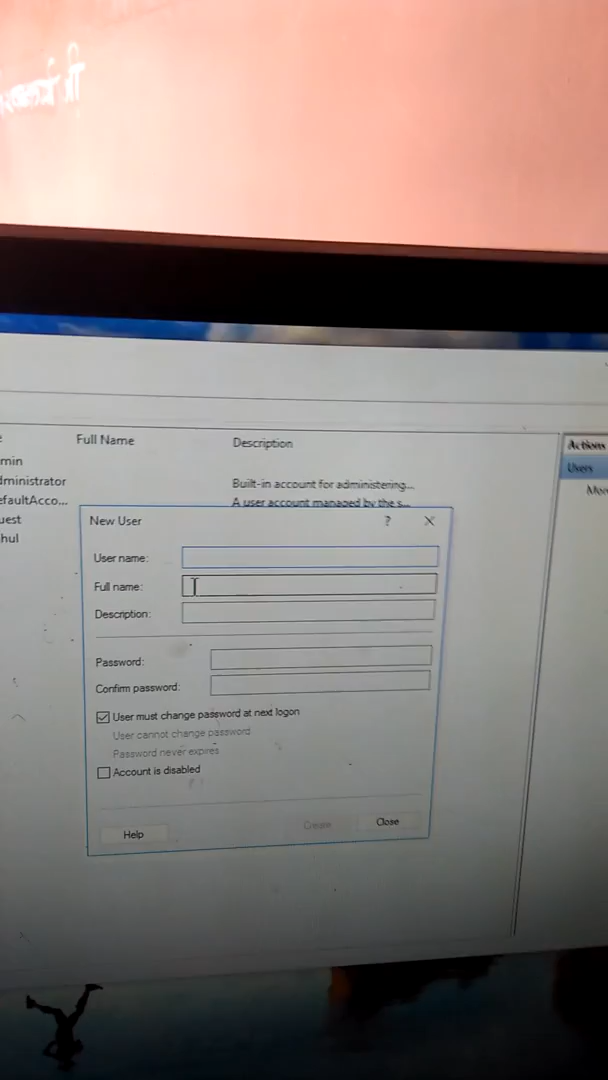 Full Name Description Actions
min Users
dministrator Built-in account for administering...
efaultAcco... A user account managed by the s...
uest
hul
New User ? X
User name:
Full name:
Description:
Password:
Confirm password:
User must change password at next logon
User cannot change password
Password never expires
Account is disabled
Help Create Close